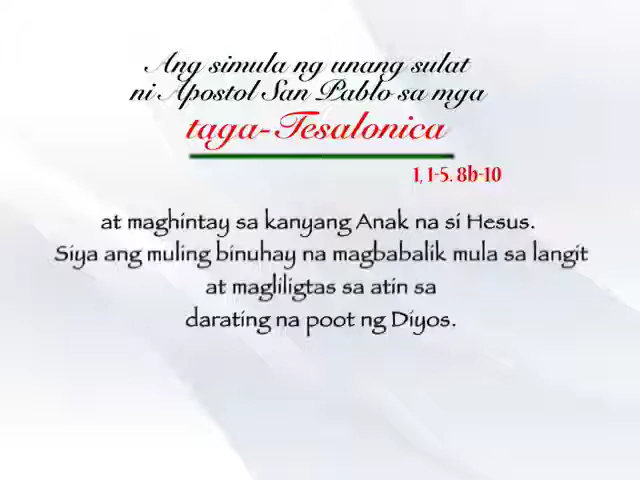 Ang simula ng unang sulat
ni Apostol San Pablo sa mga
taga-Tesalonica
1, 1-5. 8b-10
at maghintay sa kanyang Anak na si Hesus.
Siya ang muling binuhay na magbabalik mula sa langit
at magliligtas sa atin sa
darating na poot ng Diyos.